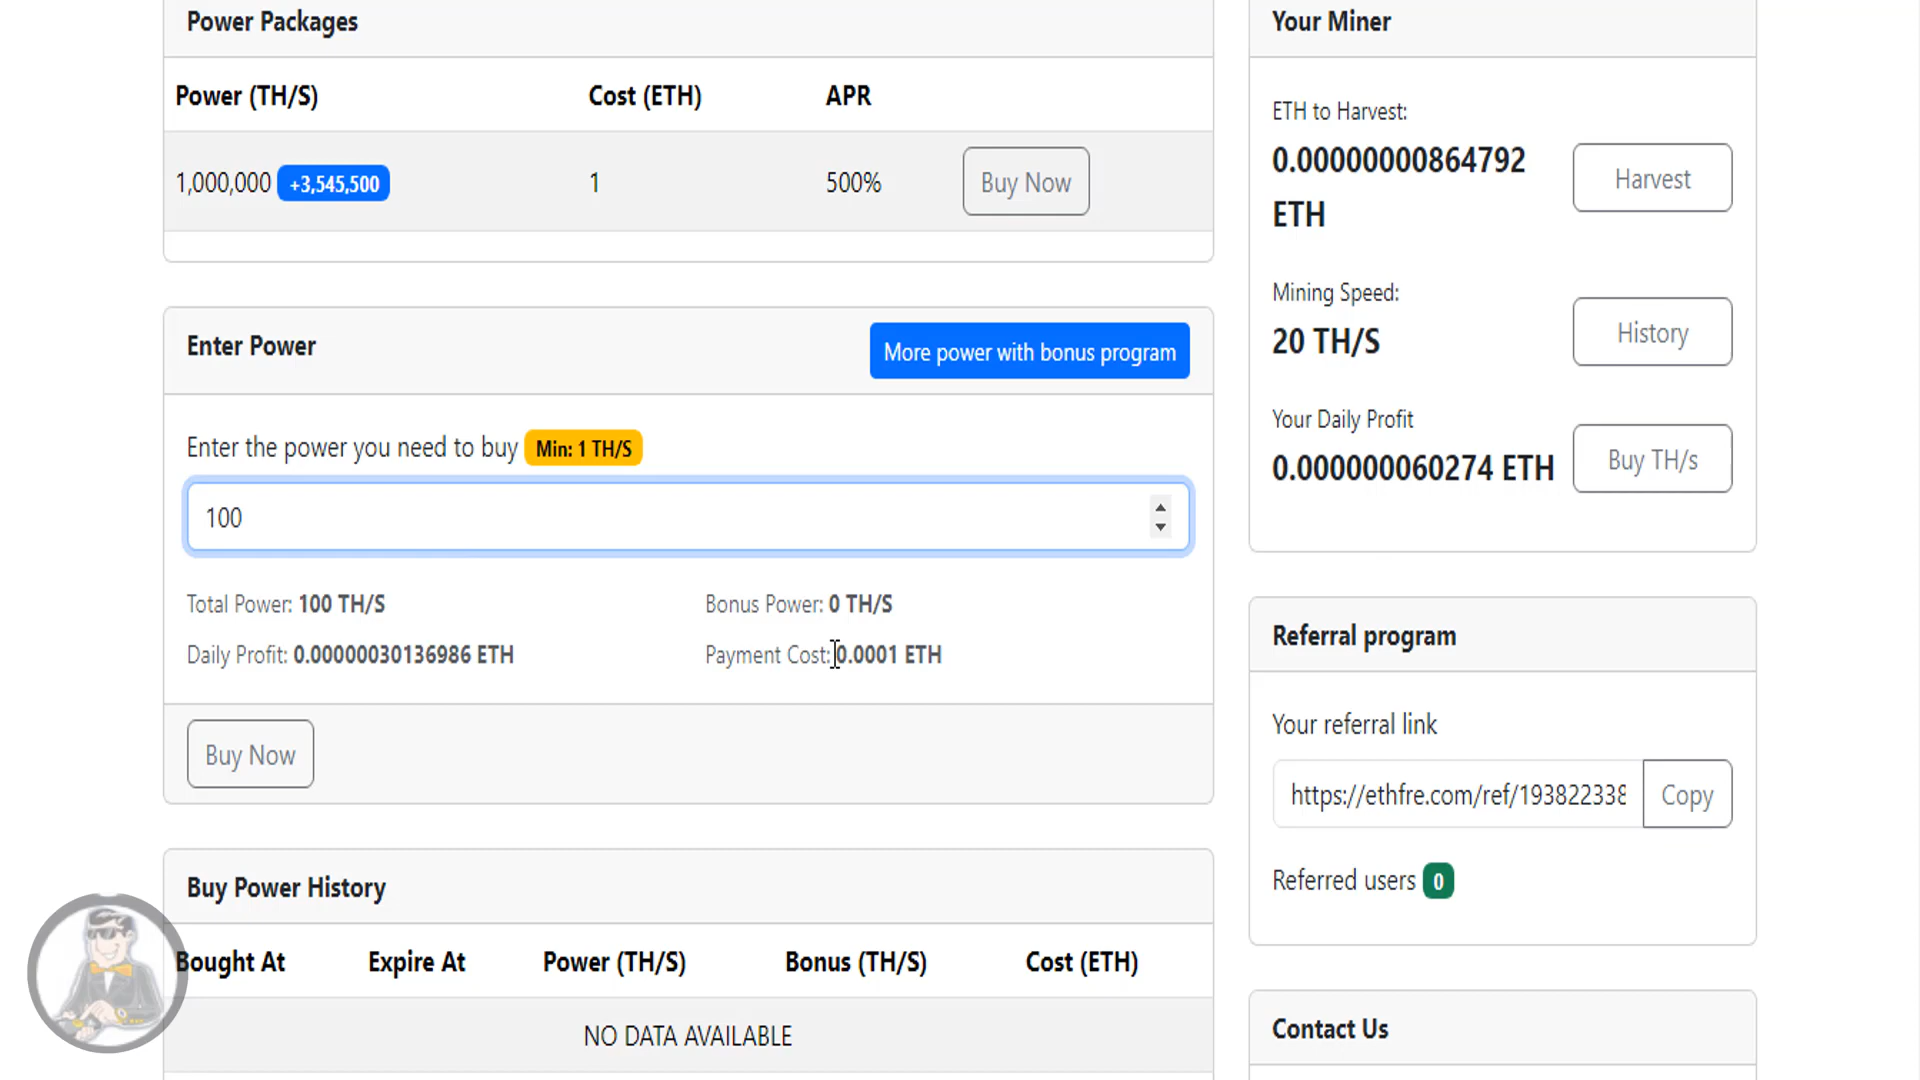 Power Packages
Power (TH/S) Cost (ETH) APR
1,000,000 +3,545,500 1 500% Buy Now
Enter Power More power with bonus program
Enter the power you need to buy Min: 1 TH/S
100
Total Power: 100 TH/S Bonus Power: 0 TH/S
Daily Profit: 0.00000030136986 ETH Payment Cost: 0.0001 ETH
Buy Now
Buy Power History
Bought At Expire At Power (TH/S) Bonus (TH/S) Cost (ETH)
NO DATA AVAILABLE
Your Miner
ETH to Harvest:
0.00000000864792
ETH
Harvest
Mining Speed:
20 TH/S
History
Your Daily Profit
0.000000060274 ETH
Buy TH/s
Referral program
Your referral link
https://ethfre.com/ref/193822338 Copy
Referred users 0
Contact Us